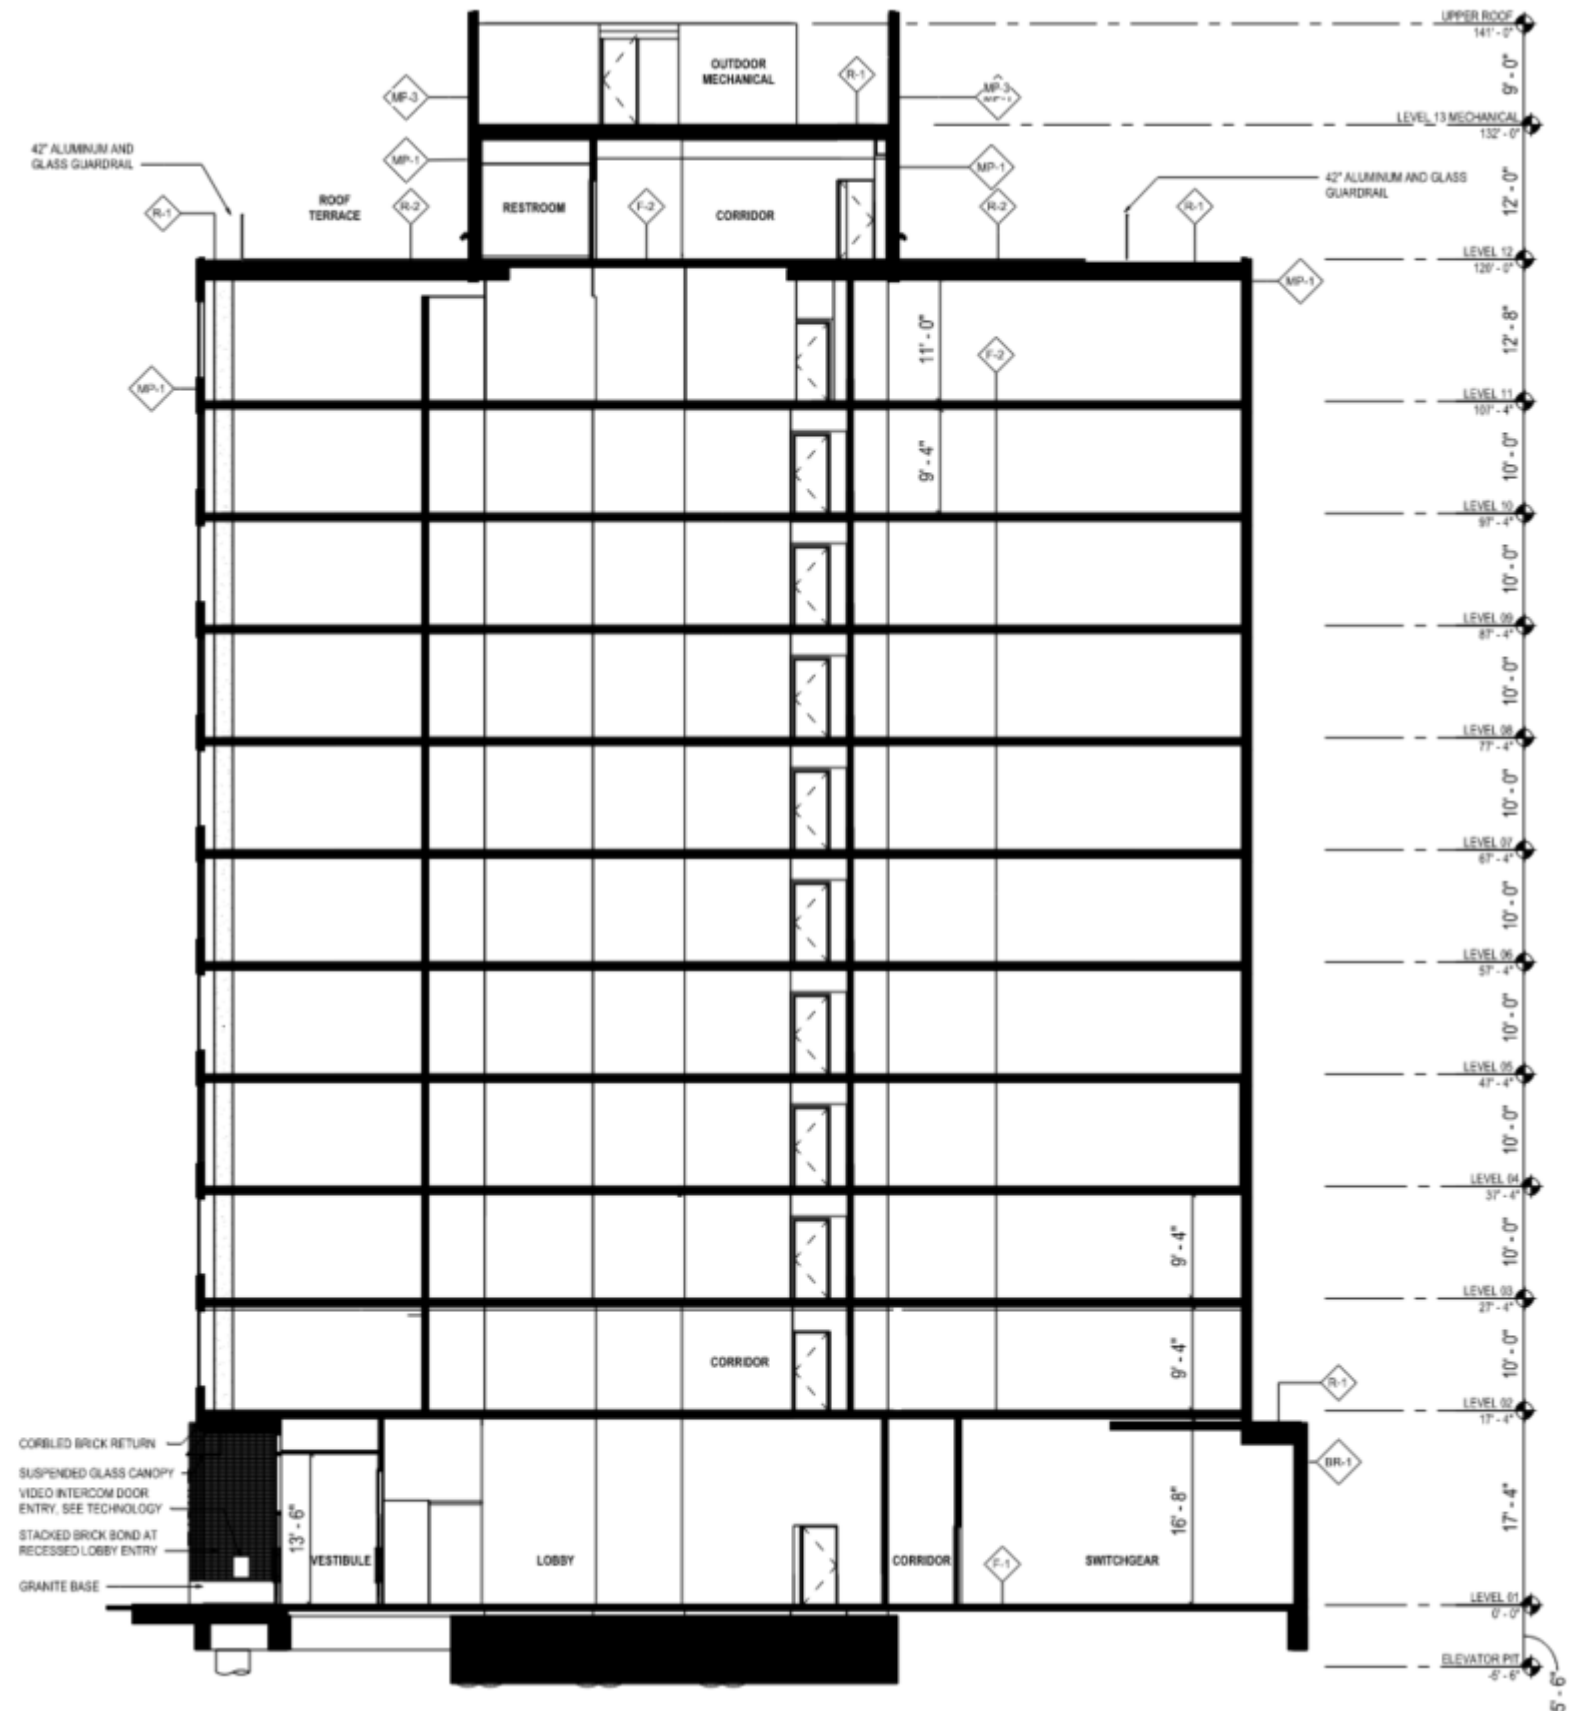 UPPER ROOF
141' - 0"
9' - 0"
OUTDOOR
MECHANICAL
R-1
MP-3
MP-3
LEVEL 13 MECHANICAL
132' - 0"
42" ALUMINUM AND
GLASS GUARDRAIL
MP-1
MP-1
42" ALUMINUM AND GLASS
GUARDRAIL
12' - 0"
R-1
ROOF
TERRACE
R-2
RESTROOM
F-2
CORRIDOR
R-2
R-1
LEVEL 12
120' - 0"
MP-1
12' - 8"
11' - 0"
F-2
MP-1
LEVEL 11
107' - 4"
9' - 4"
10' - 0"
LEVEL 10
97' - 4"
10' - 0"
LEVEL 09
87' - 4"
10' - 0"
LEVEL 08
77' - 4"
10' - 0"
LEVEL 07
67' - 4"
10' - 0"
LEVEL 06
57' - 4"
10' - 0"
LEVEL 05
47' - 4"
10' - 0"
LEVEL 04
37' - 4"
9' - 4"
10' - 0"
LEVEL 03
27' - 4"
CORRIDOR
9' - 4"
10' - 0"
R-1
LEVEL 02
17' - 4"
CORBLED BRICK RETURN
SUSPENDED GLASS CANOPY
VIDEO INTERCOM DOOR
ENTRY, SEE TECHNOLOGY
STACKED BRICK BOND AT
RECESSED LOBBY ENTRY
GRANITE BASE
13' - 6"
VESTIBULE
LOBBY
CORRIDOR
F-1
SWITCHGEAR
16' - 8"
BR-1
17' - 4"
LEVEL 01
0' - 0"
ELEVATOR PIT
5' - 6"